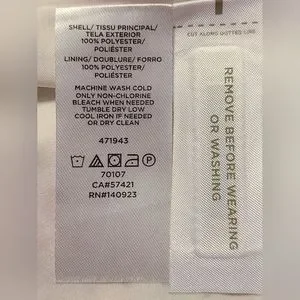 SHELL/ TISSU PRINCIPAL/
TELA EXTERIOR
100% POLYESTER/
POLIÉSTER
LINING/ DOUBLURE/ FORRO
100% POLYESTER/
POLIÉSTER
MACHINE WASH COLD
ONLY NON-CHLORINE
BLEACH WHEN NEEDED
TUMBLE DRY LOW
COOL IRON IF NEEDED
OR DRY CLEAN
471943
P
70107
CA#57421
RN#140923
CUT ALONG DOTTED LINE
REMOVE BEFORE WEARING
OR WASHING